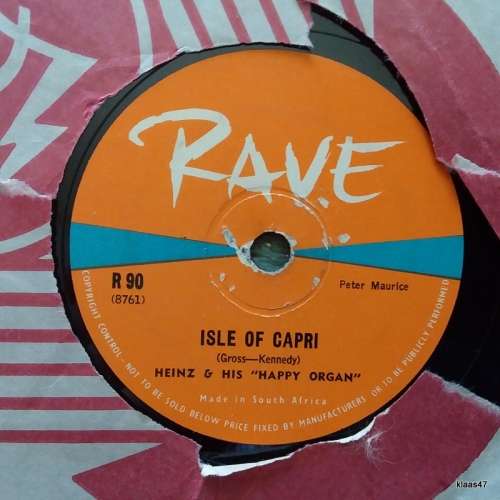 RAVE
R 90
(8761)
Peter Maurice
ISLE OF CAPRI
(Gross—Kennedy)
HEINZ & HIS "HAPPY ORGAN"
Made in South Africa
COPYRIGHT CONTROL. NOT TO BE SOLD BELOW PRICE FIXED BY MANUFACTURERS OR TO BE PUBLICLY PERFORMED
klaas47